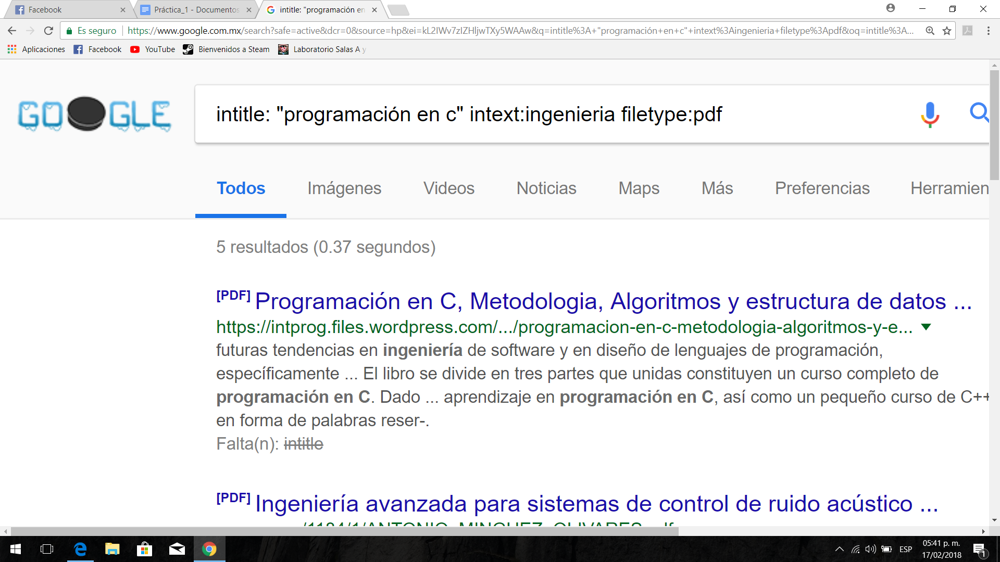 Facebook
Práctica_1 - Documentos
intitle: "programación en
Es seguro
https://www.google.com.mx/search?safe=active&dcr=0&source=hp&ei=kL2IWv7zIZHljwTXy5WAAw&q=intitle%3A+"programación+en+c"+intext%3Aingenieria+filetype%3Apdf&oq=intitle%3A...
Aplicaciones
Facebook
YouTube
Bienvenidos a Steam
Laboratorio Salas A y
GOOGLE
intitle: "programación en c" intext:ingenieria filetype:pdf
Todos
Imágenes
Videos
Noticias
Maps
Más
Preferencias
Herramien
5 resultados (0.37 segundos)
[PDF] Programación en C, Metodologia, Algoritmos y estructura de datos ...
https://intprog.files.wordpress.com/.../programacion-en-c-metodologia-algoritmos-y-e...
futuras tendencias en ingeniería de software y en diseño de lenguajes de programación,
específicamente ... El libro se divide en tres partes que unidas constituyen un curso completo de
programación en C. Dado ... aprendizaje en programación en C, así como un pequeño curso de C++
en forma de palabras reser-.
Falta(n): intitle
[PDF] Ingeniería avanzada para sistemas de control de ruido acústico ...
/1184/1/ANTONIO_MINGUEZ_OLIVARES.pdf
ESP
05:41 p. m.
17/02/2018
1